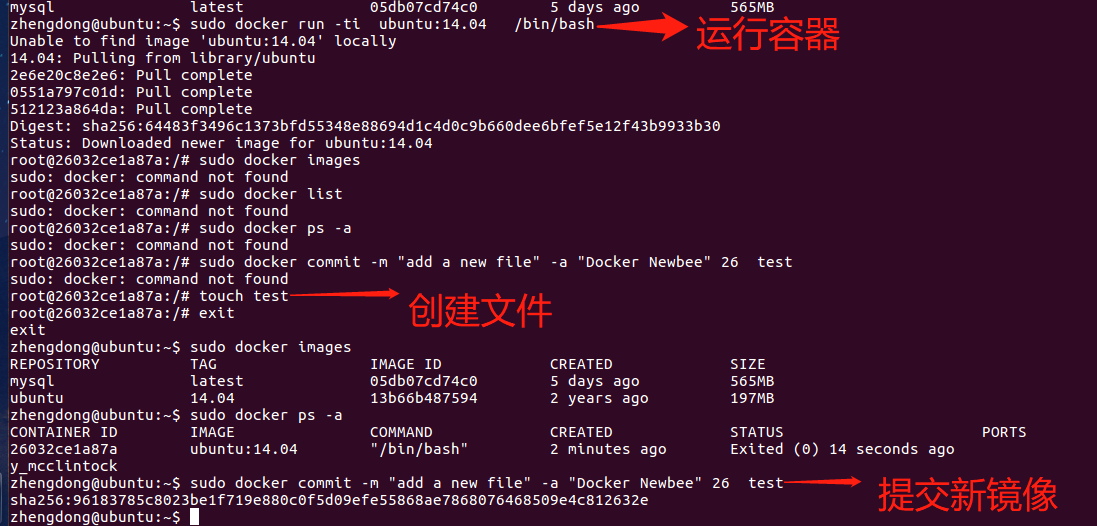 mysql latest 05db07cd74c0 5 days ago 565MB
zhengdong@ubuntu:~$ sudo docker run -ti ubuntu:14.04 /bin/bash 运行容器
Unable to find image 'ubuntu:14.04' locally
14.04: Pulling from library/ubuntu
2e6e20c8e2e6: Pull complete
0551a797c01d: Pull complete
512123a864da: Pull complete
Digest: sha256:64483f3496c1373bfd55348e88694d1c4d0c9b660dee6bfef5e12f43b9933b30
Status: Downloaded newer image for ubuntu:14.04
root@26032ce1a87a:/# sudo docker images
sudo: docker: command not found
root@26032ce1a87a:/# sudo docker list
sudo: docker: command not found
root@26032ce1a87a:/# sudo docker ps -a
sudo: docker: command not found
root@26032ce1a87a:/# sudo docker commit -m "add a new file" -a "Docker Newbee" 26 test
sudo: docker: command not found
root@26032ce1a87a:/# touch test 创建文件
root@26032ce1a87a:/# exit
exit
zhengdong@ubuntu:~$ sudo docker images
REPOSITORY TAG IMAGE ID CREATED SIZE
mysql latest 05db07cd74c0 5 days ago 565MB
ubuntu 14.04 13b66b487594 2 years ago 197MB
zhengdong@ubuntu:~$ sudo docker ps -a
CONTAINER ID IMAGE COMMAND CREATED STATUS PORTS
26032ce1a87a ubuntu:14.04 "/bin/bash" 2 minutes ago Exited (0) 14 seconds ago
y_mcclintock
zhengdong@ubuntu:~$ sudo docker commit -m "add a new file" -a "Docker Newbee" 26 test 提交新镜像
sha256:96183785c8023be1f719e880c0f5d09efe55868ae7868076468509e4c812632e
zhengdong@ubuntu:~$